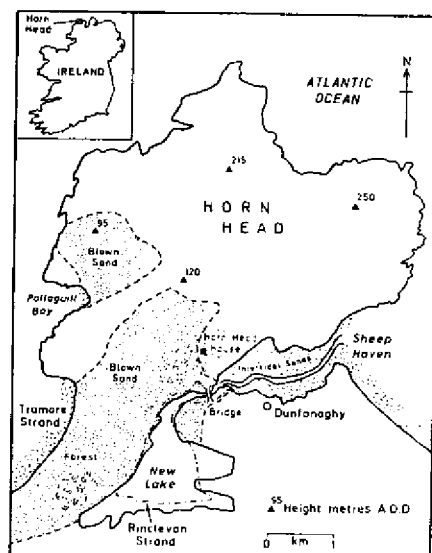 Horn
Head
IRELAND
ATLANTIC
OCEAN
N
215
250
HORN
HEAD
95
Blown
Sand
120
Pollaguill
Bay
Horn Head
House
Blown
Sand
Intertidal Sands
Sheep
Haven
Bridge
Dunfanaghy
Tramore
Strand
Forest
New
Lake
Rinclevan
Strand
95
Height metres A.O.D
0 km 1